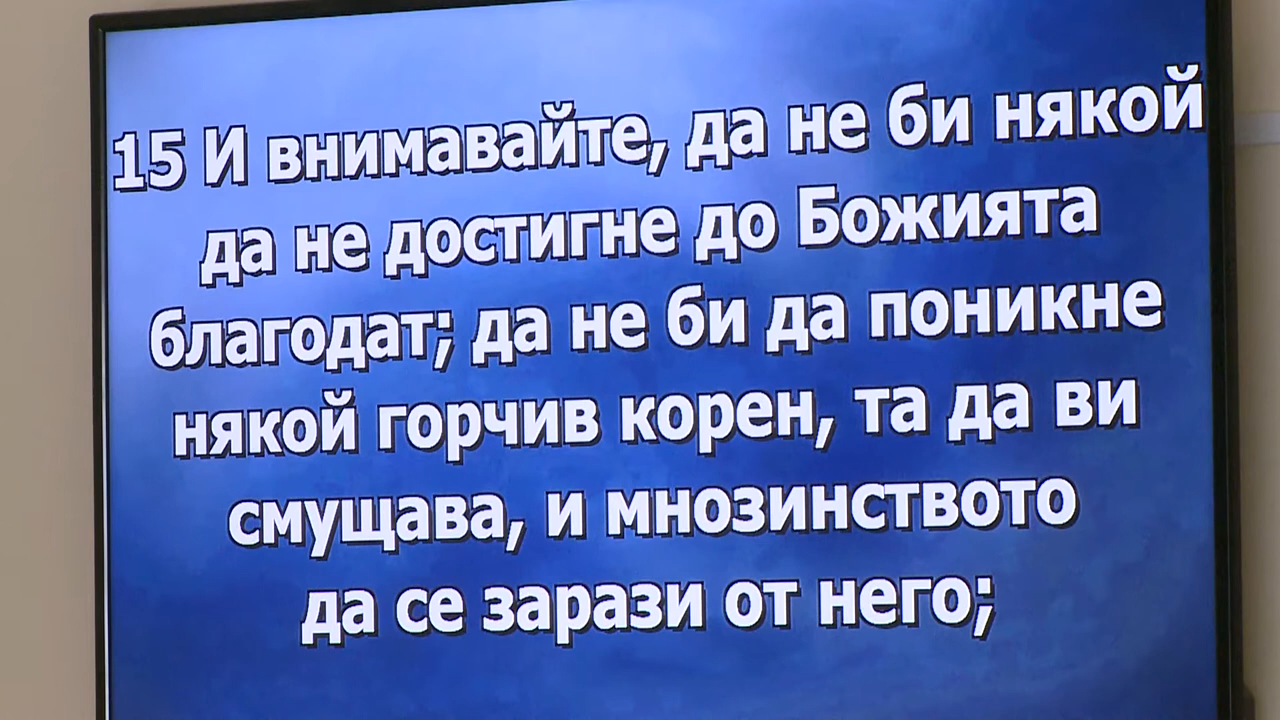 15 И внимавайте, да не би някой
да не достигне до Божията
благодат; да не би да поникне
някой горчив корен, та да ви
смущава, и мнозинството
да се зарази от него;